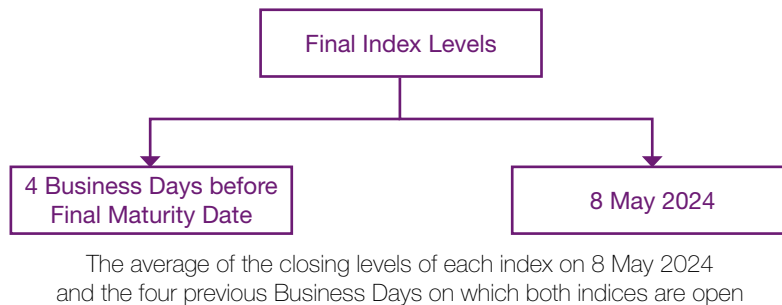 Final Index Levels
4 Business Days before
Final Maturity Date
8 May 2024
The average of the closing levels of each index on 8 May 2024
and the four previous Business Days on which both indices are open